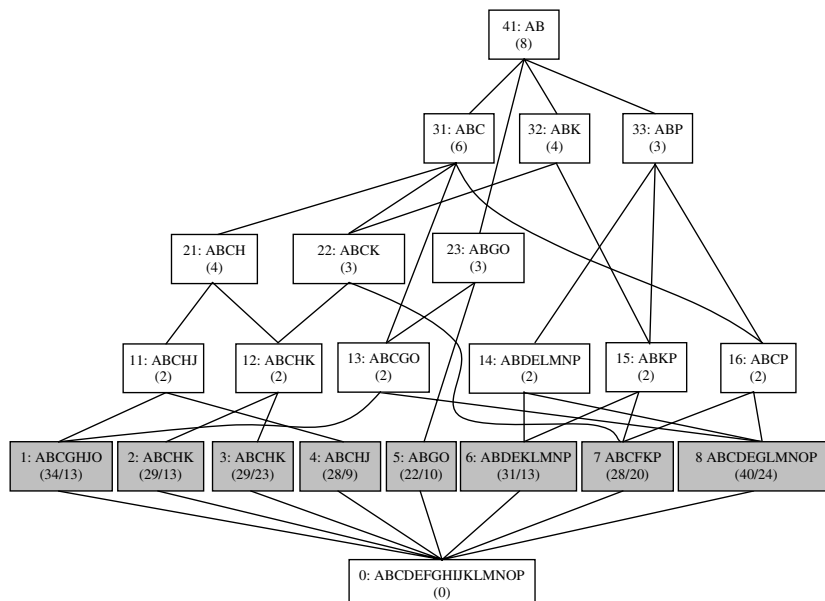 41: AB
(8)
31: ABC
(6)
32: ABK
(4)
33: ABP
(3)
21: ABCH
(4)
22: ABCK
(3)
23: ABGO
(3)
11: ABCHJ
(2)
12: ABCHK
(2)
13: ABCGO
(2)
14: ABDELMNP
(2)
15: ABKP
(2)
16: ABCP
(2)
1: ABCGHJO
(34/13)
2: ABCHK
(29/13)
3: ABCHK
(29/23)
4: ABCHJ
(28/9)
5: ABGO
(22/10)
6: ABDEKLMNP
(31/13)
7 ABCFKP
(28/20)
8 ABCDEGLMNOP
(40/24)
0: ABCDEFGHIJKLMNOP
(0)